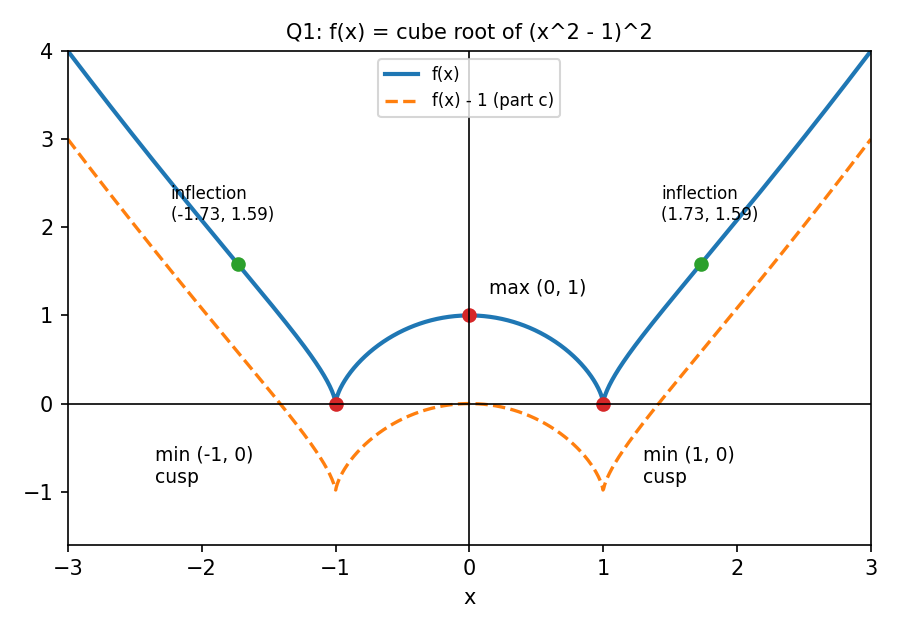 Q1: f(x) = cube root of (x^2 - 1)^2
f(x)
f(x) - 1 (part c)
4
3
2
1
0
−1
inflection
(-1.73, 1.59)
inflection
(1.73, 1.59)
max (0, 1)
min (-1, 0)
cusp
min (1, 0)
cusp
−3
−2
−1
0
1
2
3
x